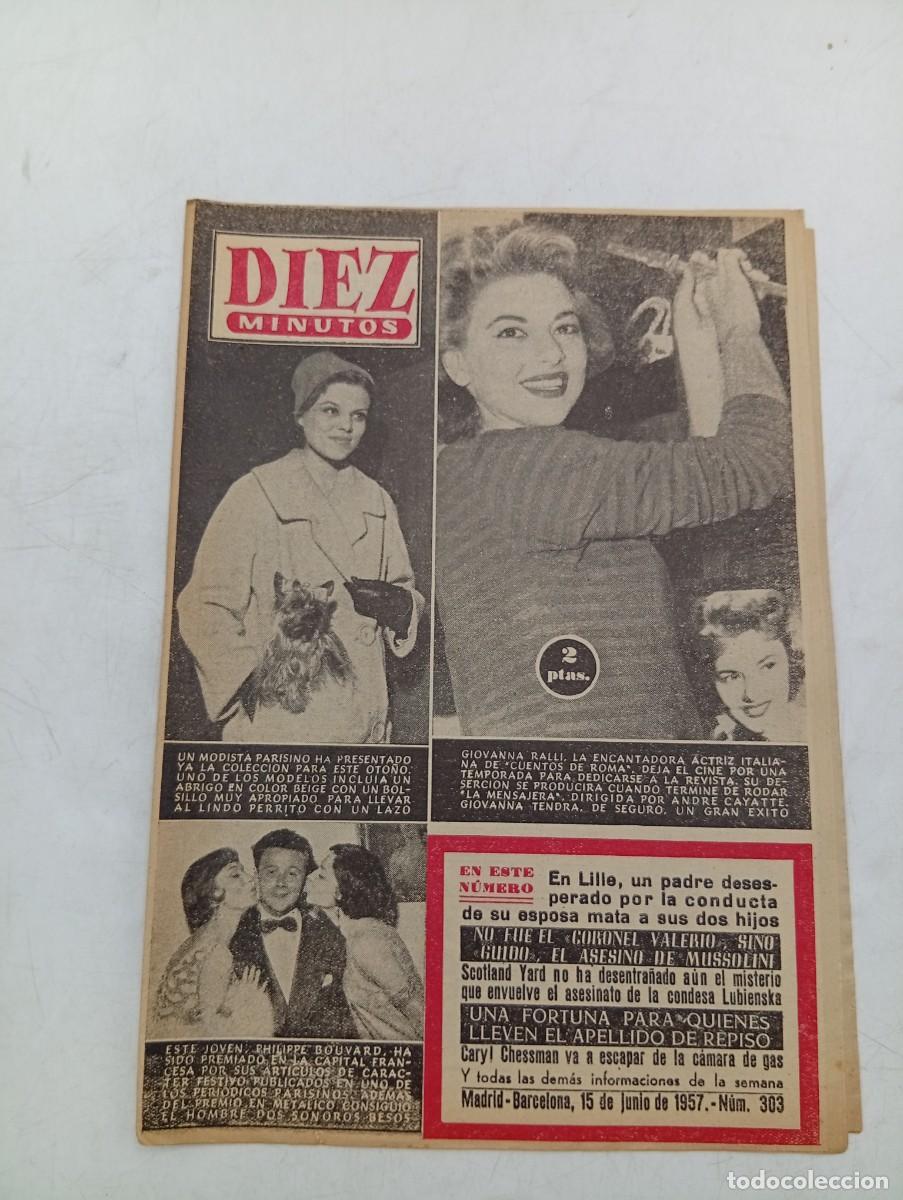 DIEZ
MINUTOS
2
ptas.
UN MODISTA PARISINO HA PRESENTADO
YA LA COLECCION PARA ESTE OTOÑO.
UNO DE LOS MODELOS INCLUIA UN
ABRIGO EN COLOR BEIGE CON UN BOL-
SILLO MUY APROPIADO PARA LLEVAR
AL LINDO PERRITO CON UN LAZO
GIOVANNA RALLI, LA ENCANTADORA ACTRIZ ITALIA-
NA DE "CUENTOS DE ROMA", DEJA EL CINE POR UNA
TEMPORADA PARA DEDICARSE A LA REVISTA. SU DE-
SERCION SE PRODUCIRA CUANDO TERMINE DE RODAR
"LA MENSAJERA", DIRIGIDA POR ANDRE CAYATTE.
GIOVANNA TENDRA, DE SEGURO, UN GRAN EXITO
ESTE JOVEN, PHILIPPE BOUVARD, HA
SIDO PREMIADO EN LA CAPITAL FRAN-
CESA POR SUS ARTICULOS DE CARAC-
TER FESTIVO PUBLICADOS EN UNO DE
LOS PERIODICOS PARISINOS. ADEMAS
DEL PREMIO EN METALICO CONSIGUIO
EL HOMBRE DOS SONOROS BESOS
EN ESTE
NÚMERO
En Lille, un padre deses-
perado por la conducta
de su esposa mata a sus dos hijos
NO FUE EL «CORONEL VALERIO», SINO
«GUIDO», EL ASESINO DE MUSSOLINI
Scotland Yard no ha desentrañado aún el misterio
que envuelve el asesinato de la condesa Lubienska
UNA FORTUNA PARA QUIENES
LLEVEN EL APELLIDO DE REPISO
Caryl Chessman va a escapar de la cámara de gas
Y todas las demás informaciones de la semana
Madrid-Barcelona, 15 de junio de 1957.-Núm. 303
todocoleccion